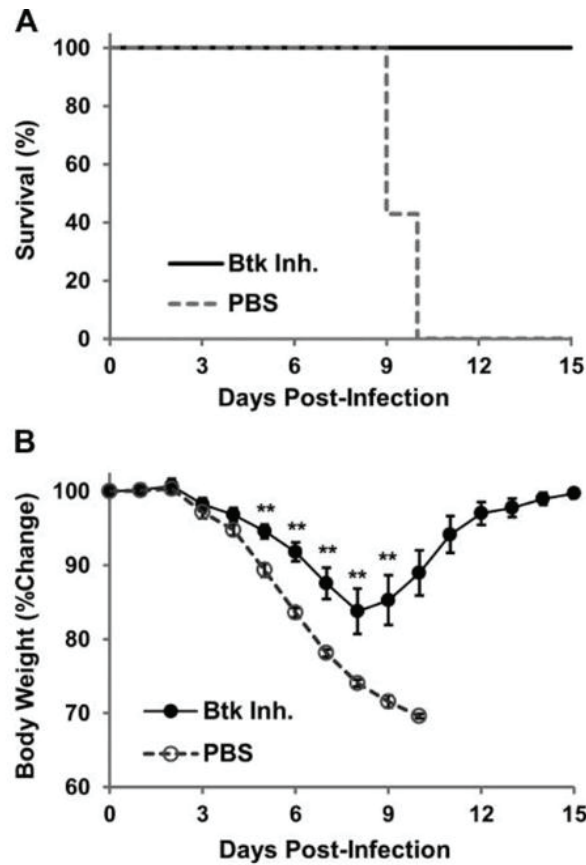 A
100
80
60
40
20
0
Survival (%)
Btk Inh.
PBS
0 3 6 9 12 15
Days Post-Infection
B
100
90
80
70
60
Body Weight (%Change)
** ** ** ** **
Btk Inh.
PBS
0 3 6 9 12 15
Days Post-Infection